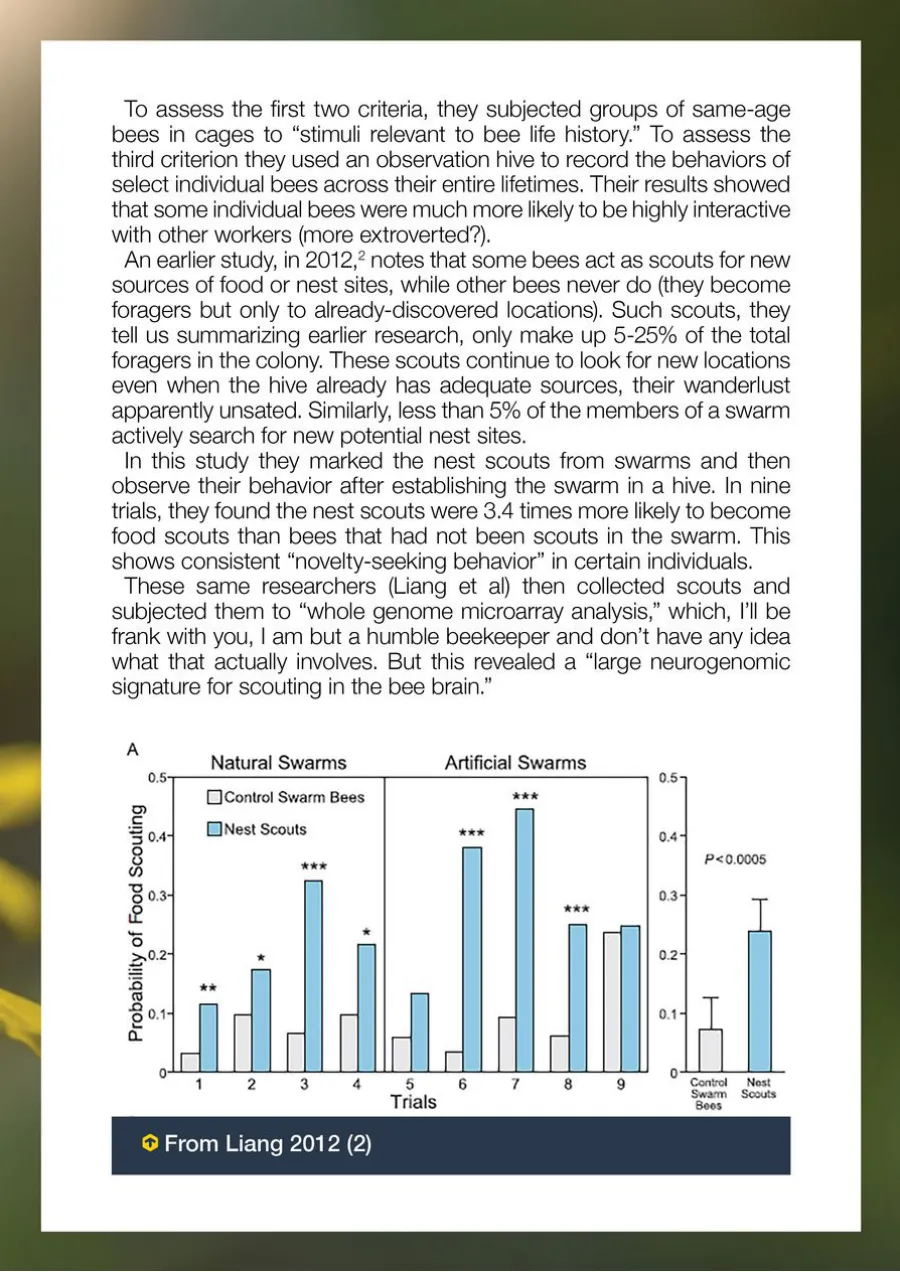 To assess the first two criteria, they subjected groups of same-age
bees in cages to “stimuli relevant to bee life history.” To assess the
third criterion they used an observation hive to record the behaviors of
select individual bees across their entire lifetimes. Their results showed
that some individual bees were much more likely to be highly interactive
with other workers (more extroverted?).
An earlier study, in 2012,² notes that some bees act as scouts for new
sources of food or nest sites, while other bees never do (they become
foragers but only to already-discovered locations). Such scouts, they
tell us summarizing earlier research, only make up 5-25% of the total
foragers in the colony. These scouts continue to look for new locations
even when the hive already has adequate sources, their wanderlust
apparently unsated. Similarly, less than 5% of the members of a swarm
actively search for new potential nest sites.
In this study they marked the nest scouts from swarms and then
observe their behavior after establishing the swarm in a hive. In nine
trials, they found the nest scouts were 3.4 times more likely to become
food scouts than bees that had not been scouts in the swarm. This
shows consistent “novelty-seeking behavior” in certain individuals.
These same researchers (Liang et al) then collected scouts and
subjected them to “whole genome microarray analysis,” which, I’ll be
frank with you, I am but a humble beekeeper and don’t have any idea
what that actually involves. But this revealed a “large neurogenomic
signature for scouting in the bee brain.”
A
Natural Swarms
Artificial Swarms
Control Swarm Bees
Nest Scouts
Probability of Food Scouting
0.5
0.4
0.3
0.2
0.1
0
**
*
***
*
***
***
***
1 2 3 4 5 6 7 8 9
Trials
0.5
0.4
0.3
0.2
0.1
0
P<0.0005
Control
Swarm
Bees
Nest
Scouts
From Liang 2012 (2)